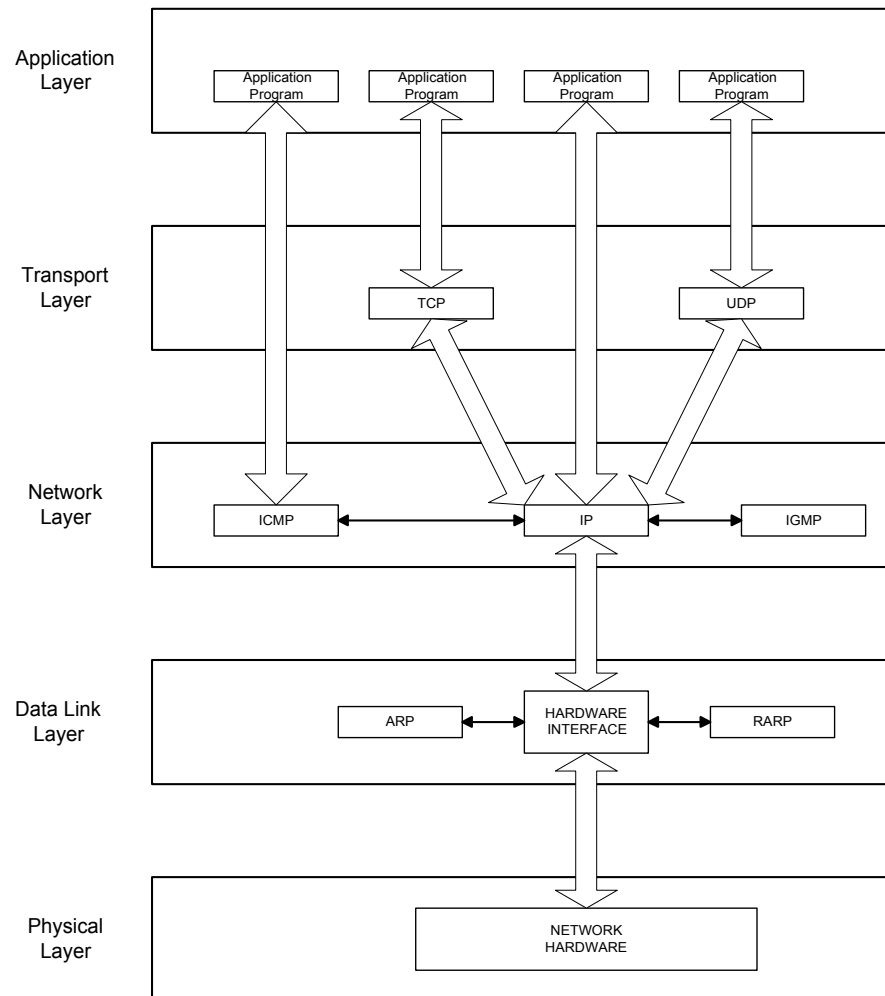 Application
Layer
Application
Program
Application
Program
Application
Program
Application
Program
Transport
Layer
TCP
UDP
Network
Layer
ICMP
IP
IGMP
Data Link
Layer
ARP
HARDWARE
INTERFACE
RARP
Physical
Layer
NETWORK
HARDWARE